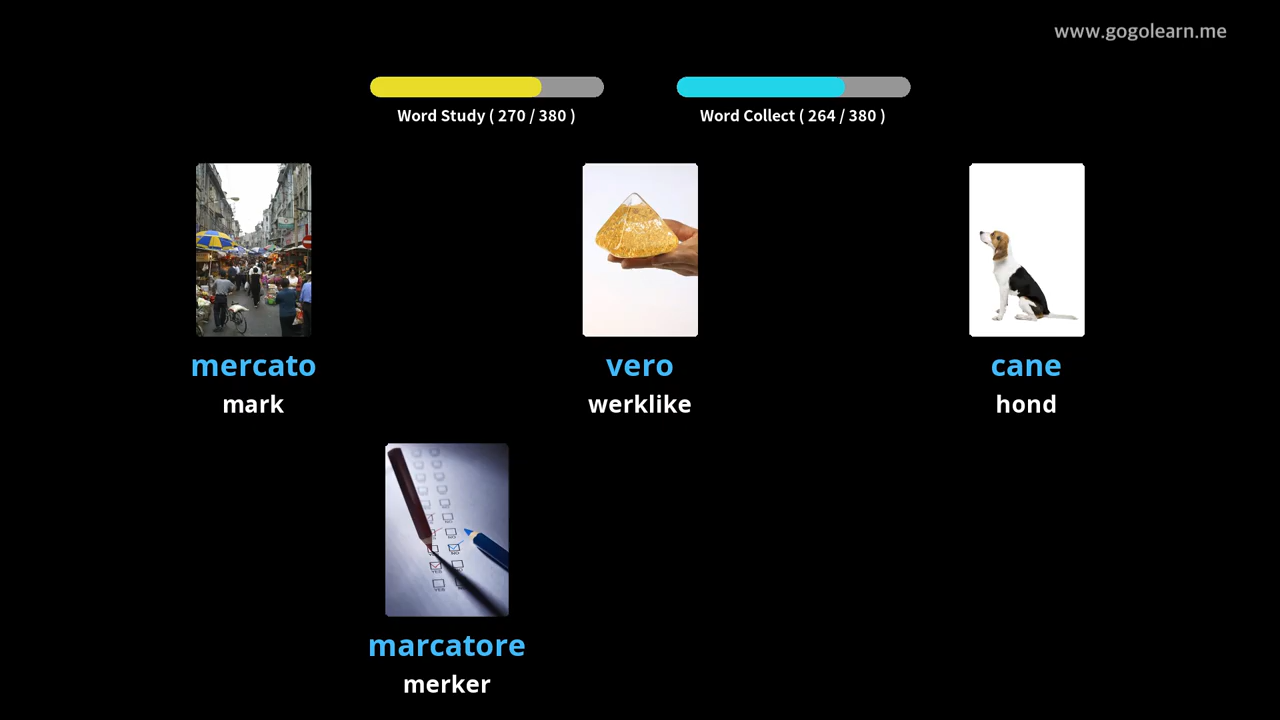 www.gogolearn.me
Word Study ( 270 / 380 )
Word Collect ( 264 / 380 )
mercato
mark
vero
werklike
cane
hond
marcatore
merker